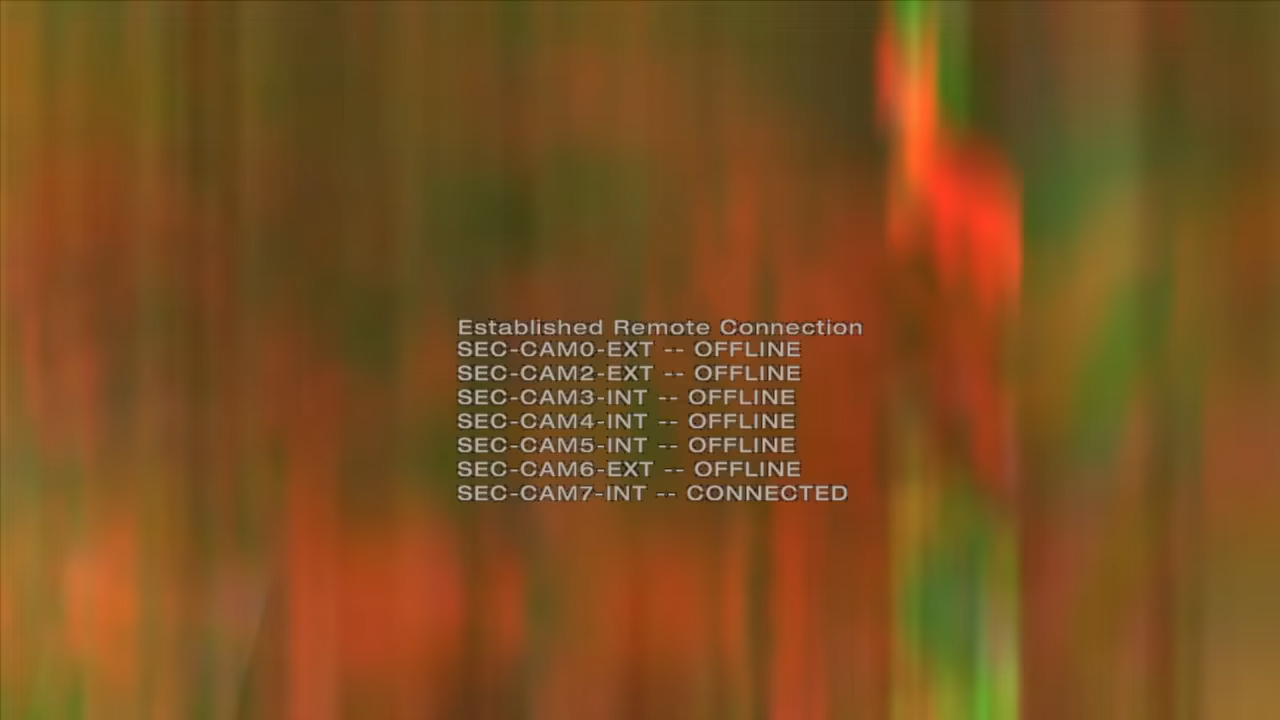 Established Remote Connection
SEC-CAM0-EXT -- OFFLINE
SEC-CAM2-EXT -- OFFLINE
SEC-CAM3-INT -- OFFLINE
SEC-CAM4-INT -- OFFLINE
SEC-CAM5-INT -- OFFLINE
SEC-CAM6-EXT -- OFFLINE
SEC-CAM7-INT -- CONNECTED